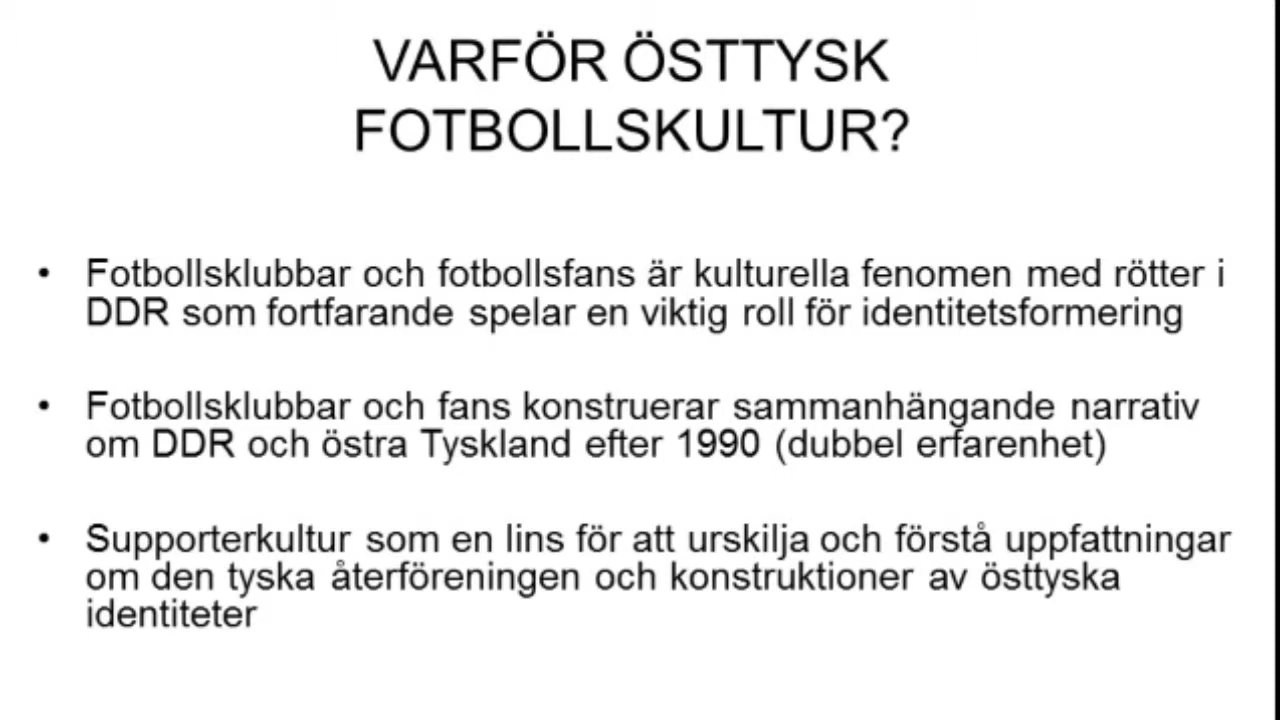 VARFÖR ÖSTTYSK
FOTBOLLSKULTUR?
• Fotbollsklubbar och fotbollsfans är kulturella fenomen med rötter i
DDR som fortfarande spelar en viktig roll för identitetsformering
• Fotbollsklubbar och fans konstruerar sammanhängande narrativ
om DDR och östra Tyskland efter 1990 (dubbel erfarenhet)
• Supporterkultur som en lins för att urskilja och förstå uppfattningar
om den tyska återföreningen och konstruktioner av östtyska
identiteter